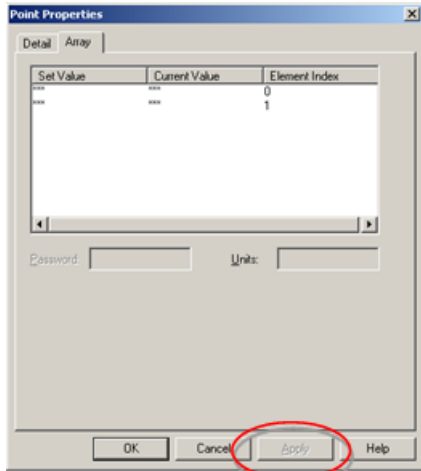 Point Properties
Detail Array
Set Value Current Value Element Index
*** *** 0
*** *** 1
Password: Units:
OK Cancel Apply Help